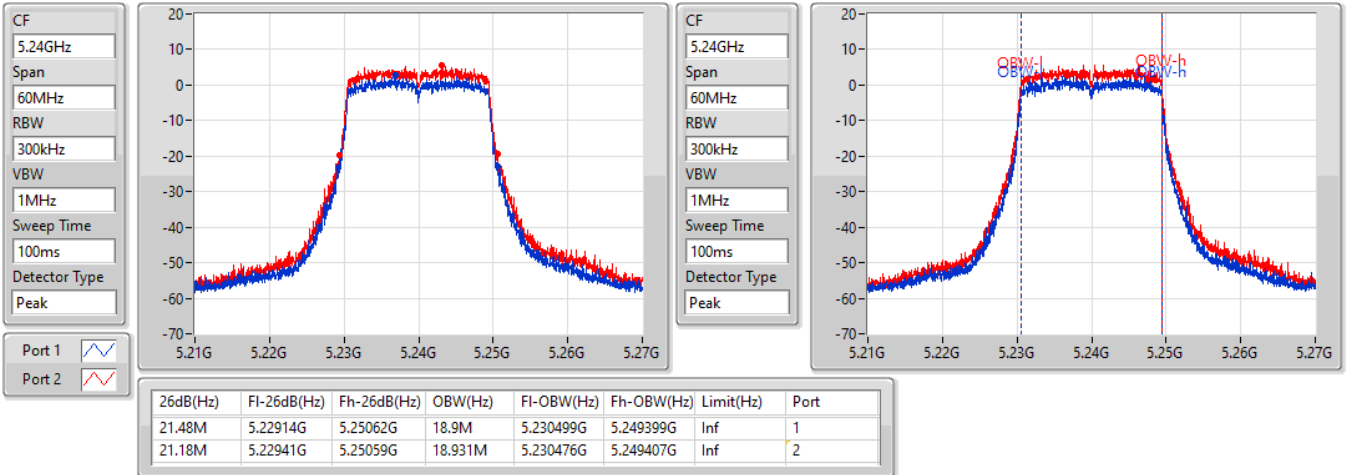 CF
5.24GHz
Span
60MHz
RBW
300kHz
VBW
1MHz
Sweep Time
100ms
Detector Type
Peak
Port 1
Port 2
20
10
0
-10
-20
-30
-40
-50
-60
-70
5.21G 5.22G 5.23G 5.24G 5.25G 5.26G 5.27G
CF
5.24GHz
Span
60MHz
RBW
300kHz
VBW
1MHz
Sweep Time
100ms
Detector Type
Peak
20
10
0
-10
-20
-30
-40
-50
-60
-70
OBW-l OBW-h
OBW-l OBW-h
5.21G 5.22G 5.23G 5.24G 5.25G 5.26G 5.27G
26dB(Hz) Fl-26dB(Hz) Fh-26dB(Hz) OBW(Hz) Fl-OBW(Hz) Fh-OBW(Hz) Limit(Hz) Port
21.48M 5.22914G 5.25062G 18.9M 5.230499G 5.249399G Inf 1
21.18M 5.22941G 5.25059G 18.931M 5.230476G 5.249407G Inf 2